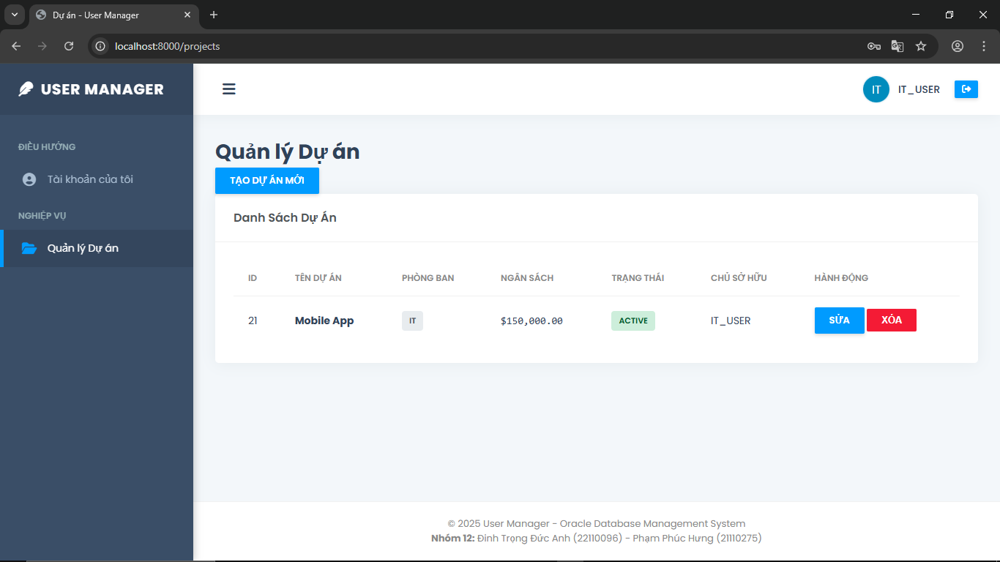 Dự án - User Manager
localhost:8000/projects
USER MANAGER
IT IT_USER
ĐIỀU HƯỚNG
Tài khoản của tôi
NGHIỆP VỤ
Quản lý Dự án
Quản lý Dự án
TẠO DỰ ÁN MỚI
Danh Sách Dự Án
ID TÊN DỰ ÁN PHÒNG BAN NGÂN SÁCH TRẠNG THÁI CHỦ SỞ HỮU HÀNH ĐỘNG
21 Mobile App IT $150,000.00 ACTIVE IT_USER SỬA XÓA
© 2025 User Manager - Oracle Database Management System
Nhóm 12: Đinh Trọng Đức Anh (22110096) - Phạm Phúc Hưng (21110275)